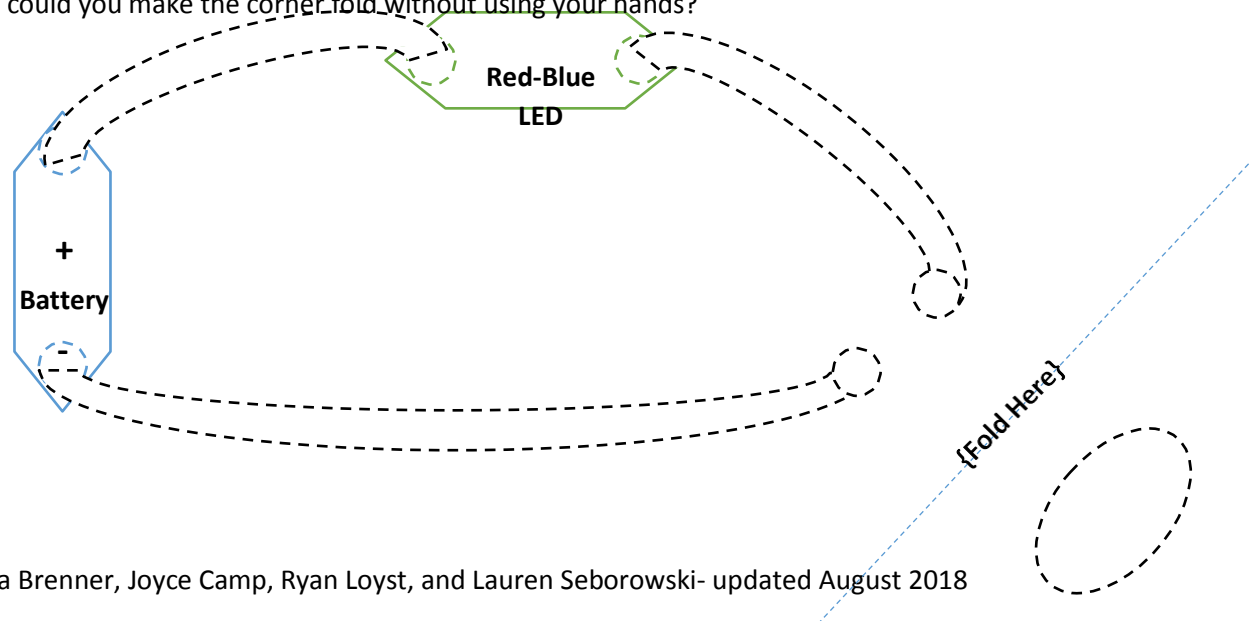 could you make the corner fold without using your hands?
Red-Blue
LED
+
Battery
-
{Fold Here}
a Brenner, Joyce Camp, Ryan Loyst, and Lauren Seborowski- updated August 2018